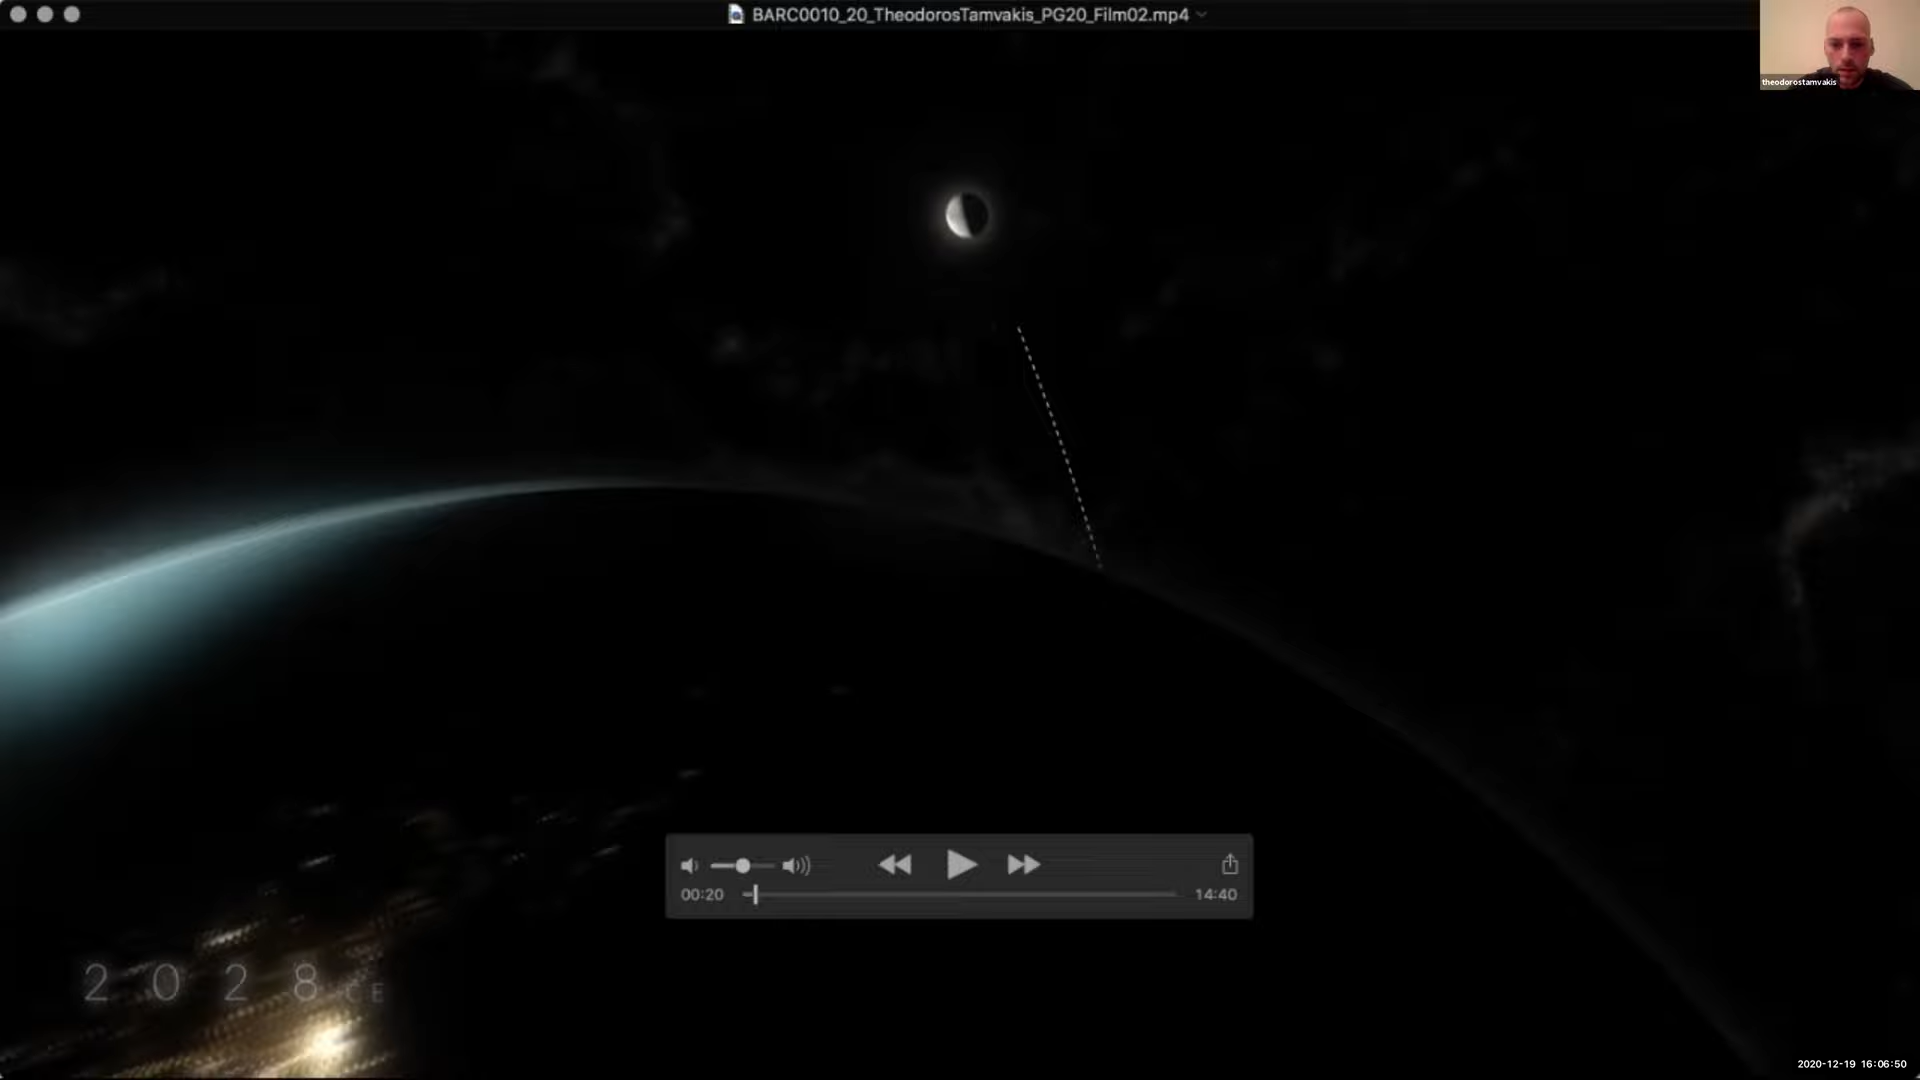 BARC0010_20_TheodorosTamvakis_PG20_Film02.mp4
theodorostamvakis
00:20
14:40
2 0 2 8 CE
2020-12-19 16:06:50